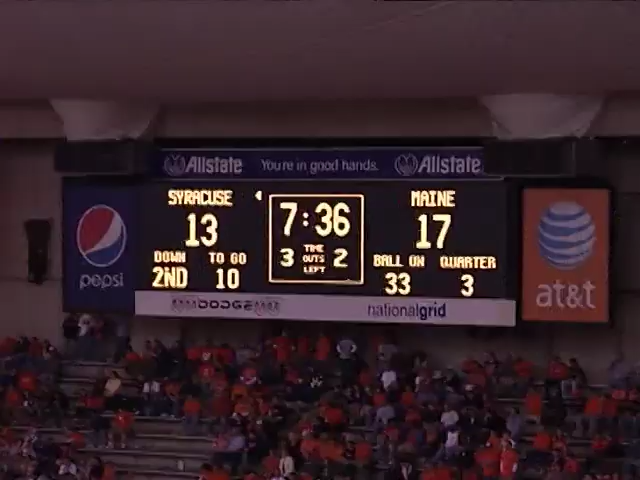 Allstate You're in good hands. Allstate
SYRACUSE 7:36 MAINE
13 17
3 TIME OUTS LEFT 2
DOWN TO GO BALL ON QUARTER
2ND 10 33 3
pepsi
at&t
DODGE nationalgrid